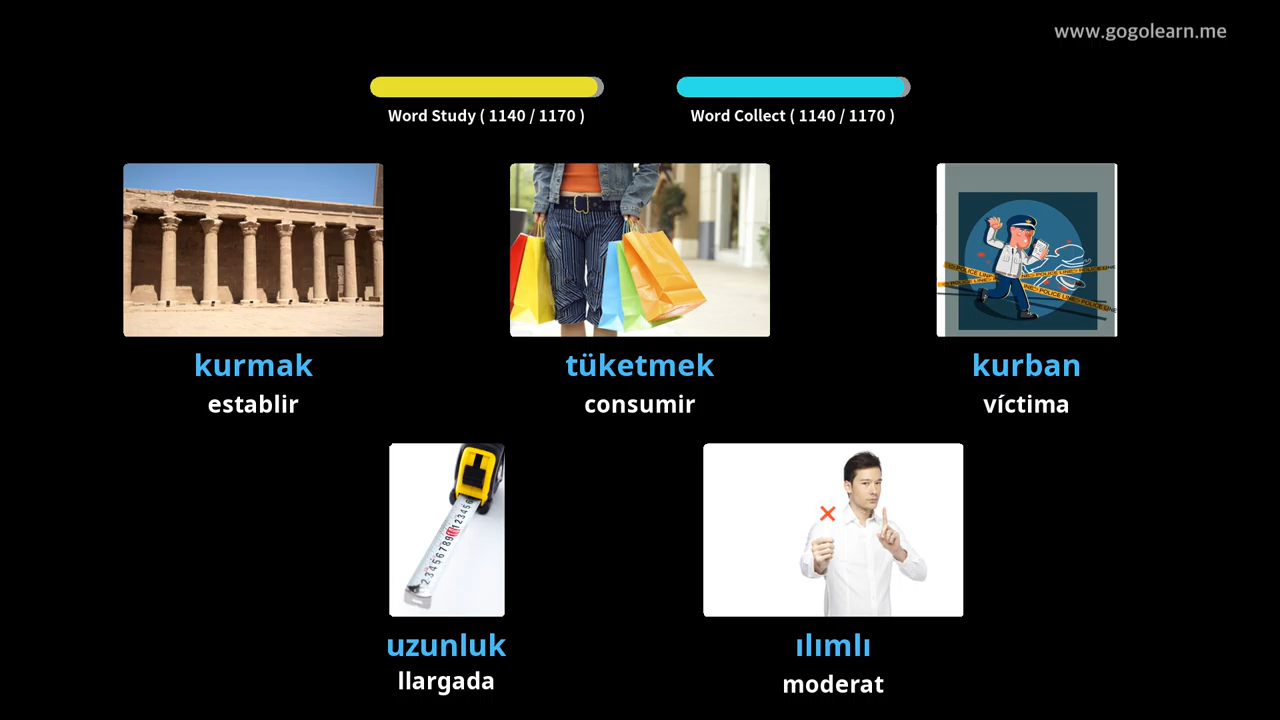 www.gogolearn.me
Word Study ( 1140 / 1170 )
Word Collect ( 1140 / 1170 )
kurmak
establir
tüketmek
consumir
kurban
víctima
uzunluk
llargada
ılımlı
moderat